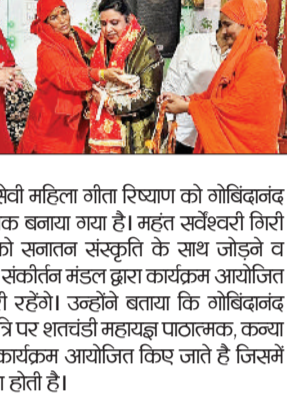 सेवी महिला गीता रिष्याण को गोबिंदानंद
क बनाया गया है। महंत सर्वेश्वरी गिरी
को सनातन संस्कृति के साथ जोड़ने व
संकीर्तन मंडल द्वारा कार्यक्रम आयोजित
री रहेंगे। उन्होंने बताया कि गोबिंदानंद
त्रि पर शतचंडी महायज्ञ पाठात्मक, कन्या
कार्यक्रम आयोजित किए जाते है जिसमें
होती है।